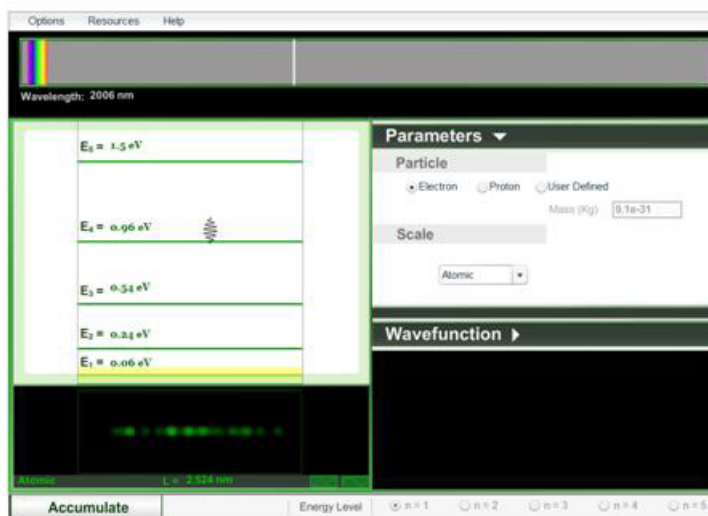 Options Resources Help
Wavelength: 2006 nm
E₅ = 1.5 eV
E₄ = 0.96 eV
E₃ = 0.54 eV
E₂ = 0.24 eV
E₁ = 0.06 eV
Atomic L = 2.524 nm
Parameters
Particle
Electron Proton User Defined
Mass (Kg) 9.1e-31
Scale
Atomic
Wavefunction
Accumulate Energy Level n = 1 n = 2 n = 3 n = 4 n = 5